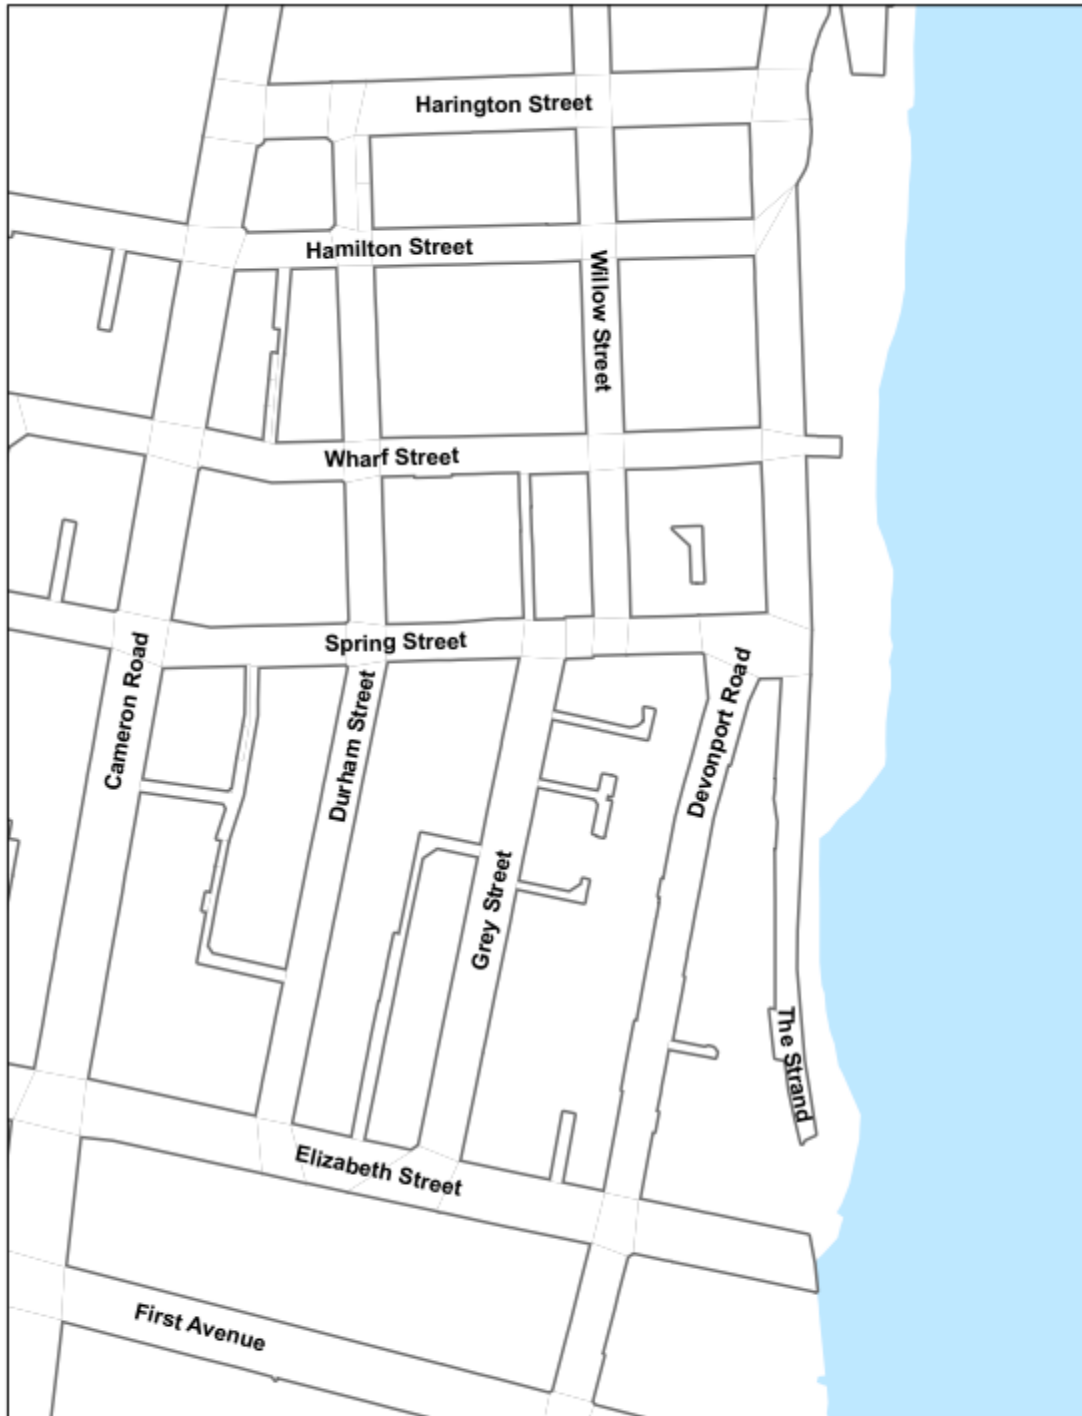 Harington Street
Hamilton Street
Willow Street
Wharf Street
Spring Street
Cameron Road
Durham Street
Devonport Road
Grey Street
The Strand
Elizabeth Street
First Avenue